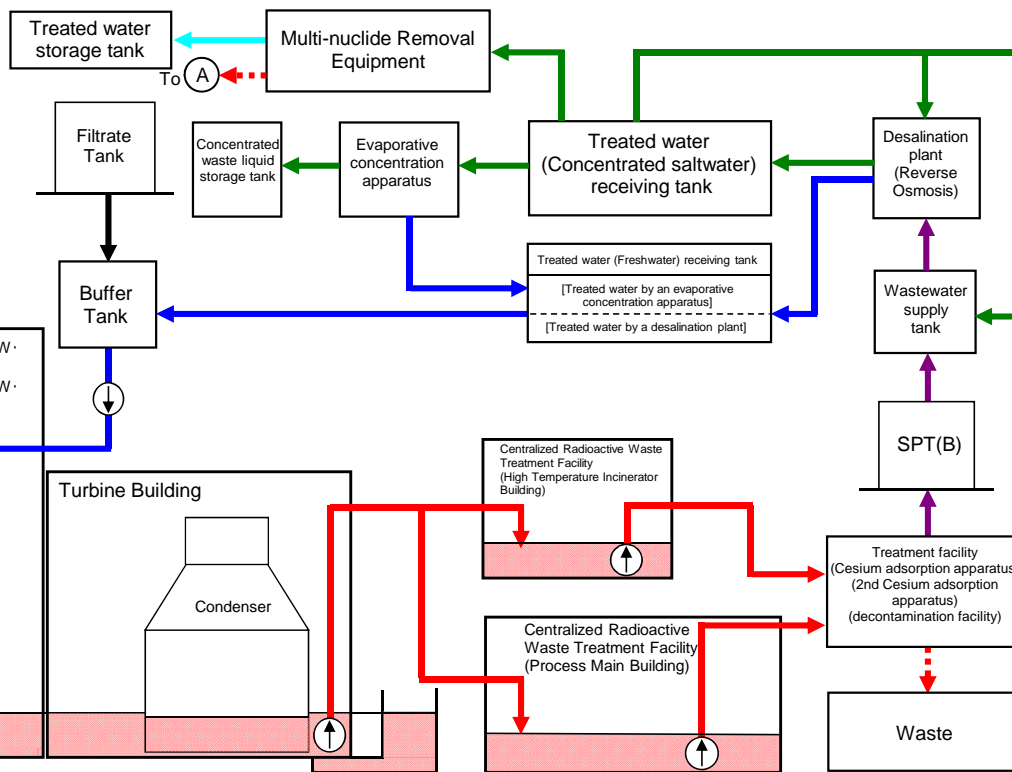 Treated water
storage tank
Multi-nuclide Removal
Equipment
To A
Filtrate
Tank
Concentrated
waste liquid
storage tank
Evaporative
concentration
apparatus
Treated water
(Concentrated saltwater)
receiving tank
Desalination
plant
(Reverse
Osmosis)
Buffer
Tank
Treated water (Freshwater) receiving tank
[Treated water by an evaporative
concentration apparatus]
[Treated water by a desalination plant]
Wastewater
supply
tank
W·
W·
SPT(B)
Turbine Building
Condenser
Centralized Radioactive Waste
Treatment Facility
(High Temperature Incinerator
Building)
Treatment facility
(Cesium adsorption apparatus
(2nd Cesium adsorption
apparatus)
(decontamination facility)
Centralized Radioactive
Waste Treatment Facility
(Process Main Building)
Waste